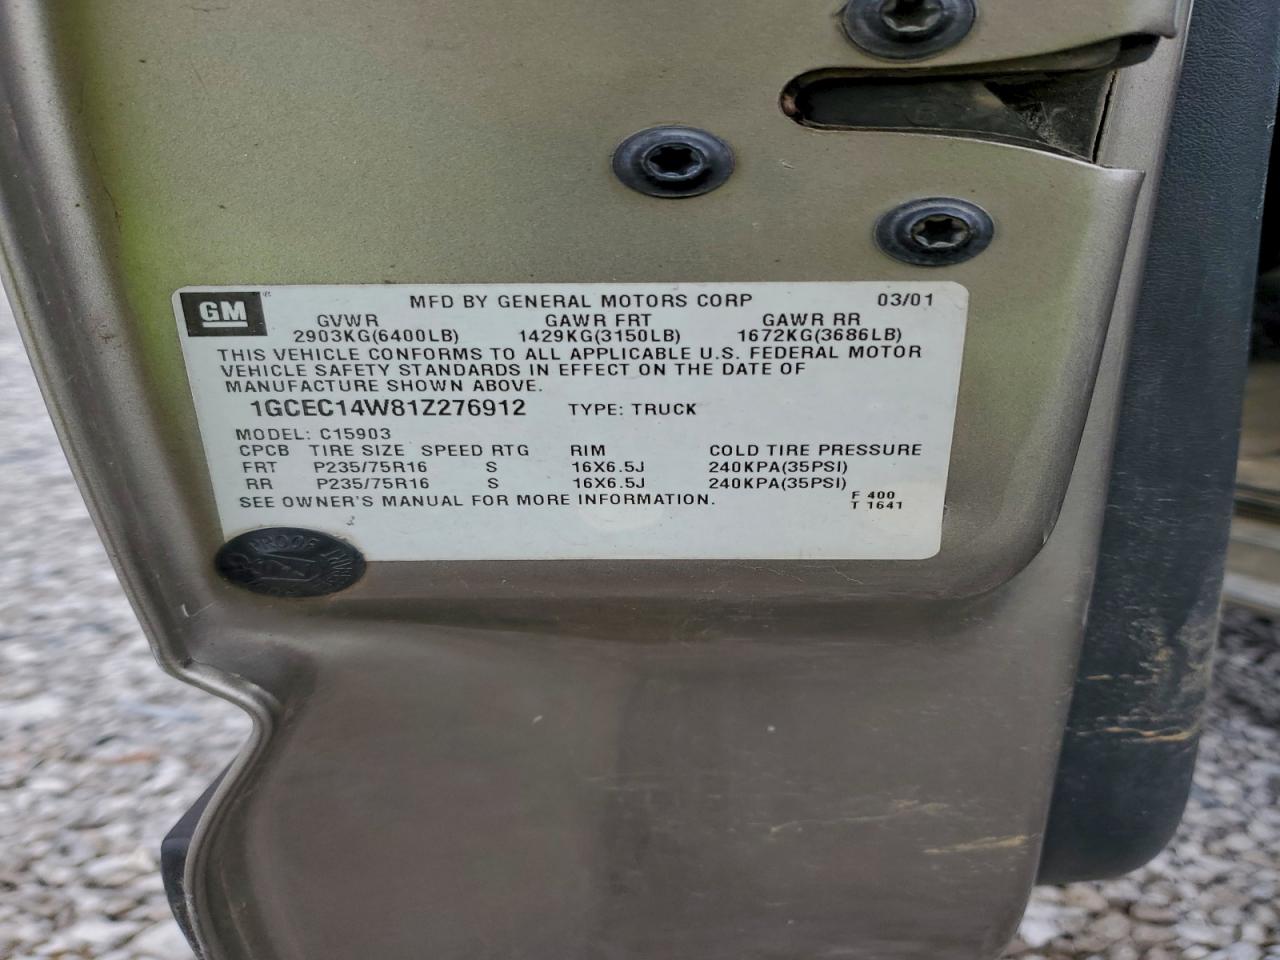 GM MFD BY GENERAL MOTORS CORP 03/01
GVWR GAWR FRT GAWR RR
2903KG(6400LB) 1429KG(3150LB) 1672KG(3686LB)
THIS VEHICLE CONFORMS TO ALL APPLICABLE U.S. FEDERAL MOTOR
VEHICLE SAFETY STANDARDS IN EFFECT ON THE DATE OF
MANUFACTURE SHOWN ABOVE.
1GCEC14W81Z276912 TYPE: TRUCK
MODEL: C15903
CPCB TIRE SIZE SPEED RTG RIM COLD TIRE PRESSURE
FRT P235/75R16 S 16X6.5J 240KPA(35PSI)
RR P235/75R16 S 16X6.5J 240KPA(35PSI)
SEE OWNER'S MANUAL FOR MORE INFORMATION.
F 400
T 1641